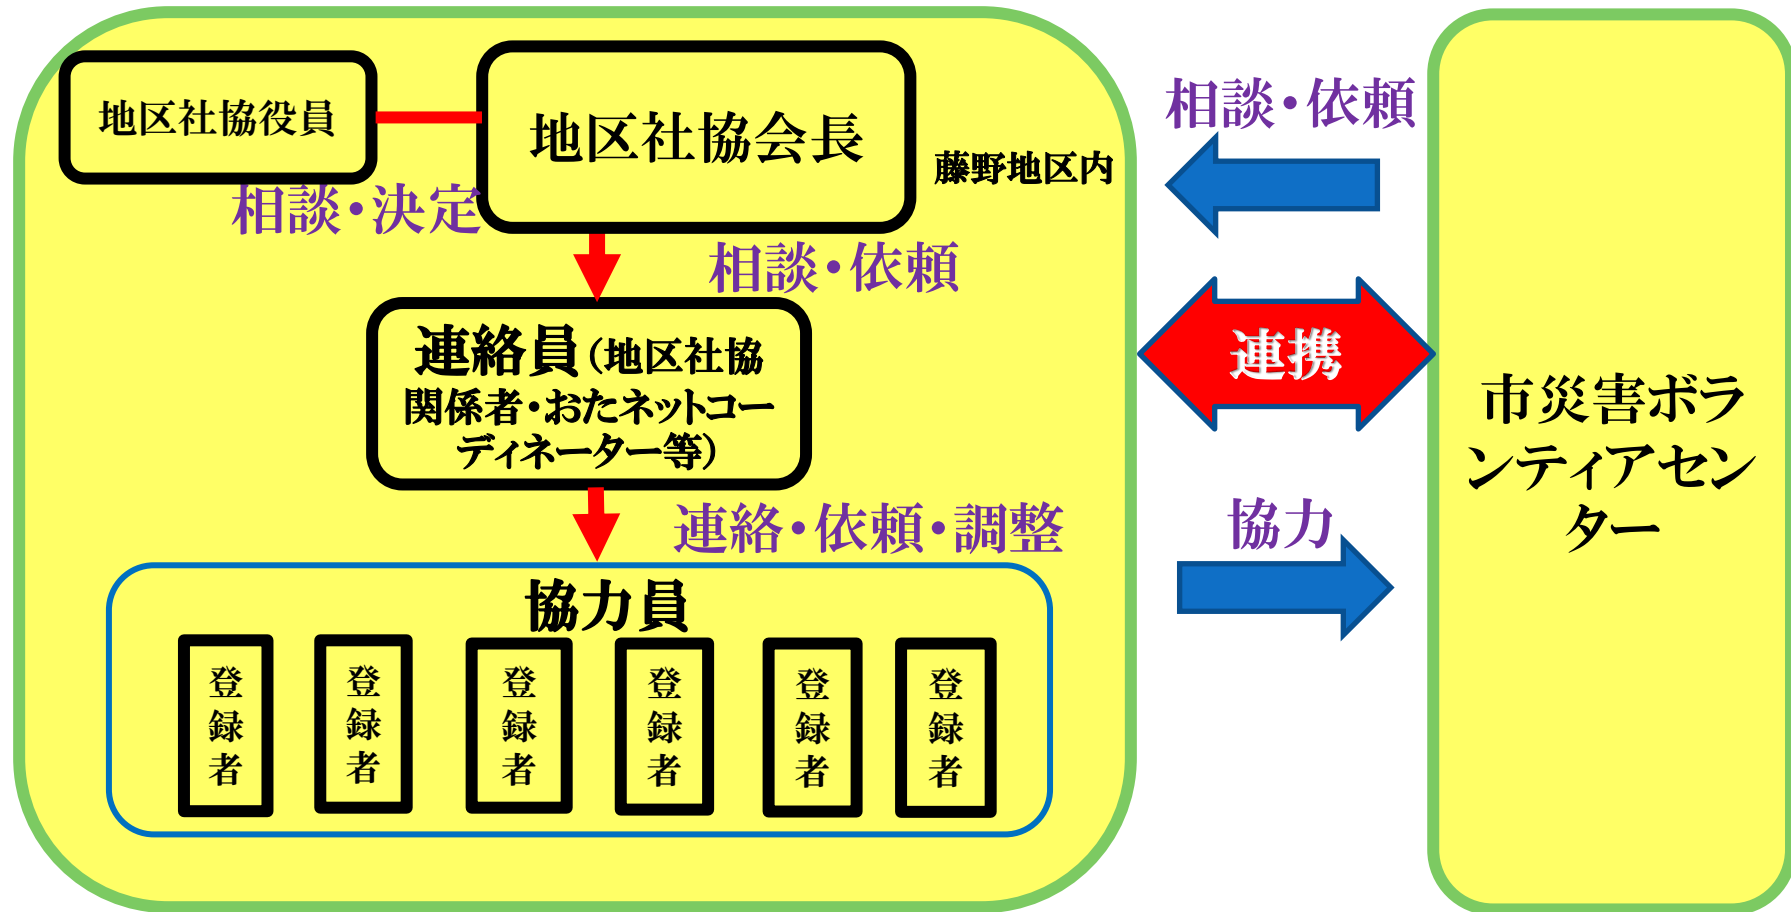 地区社協役員
地区社協会長
藤野地区内
相談・決定
相談・依頼
連絡員（地区社協
関係者・おたネットコー
ディネーター等）
連絡・依頼・調整
協力員
登録者
登録者
登録者
登録者
登録者
登録者
相談・依頼
連携
協力
市災害ボラ
ンティアセン
ター